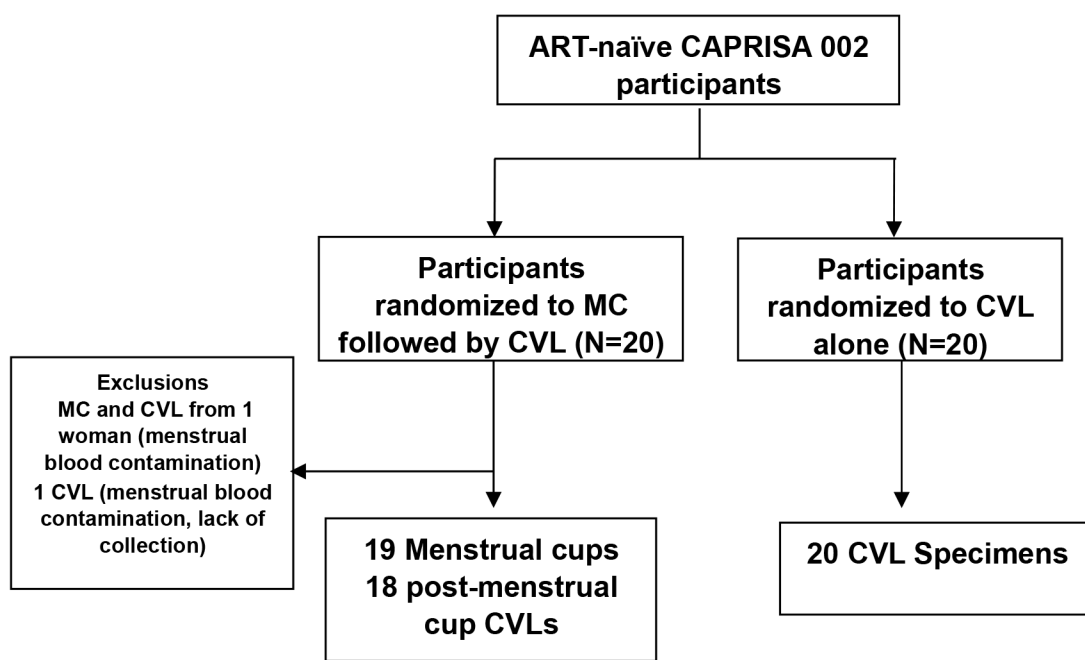 ART-naïve CAPRISA 002
participants
Participants
randomized to MC
followed by CVL (N=20)
Participants
randomized to CVL
alone (N=20)
Exclusions
MC and CVL from 1
woman (menstrual
blood contamination)
1 CVL (menstrual blood
contamination, lack of
collection)
19 Menstrual cups
18 post-menstrual
cup CVLs
20 CVL Specimens